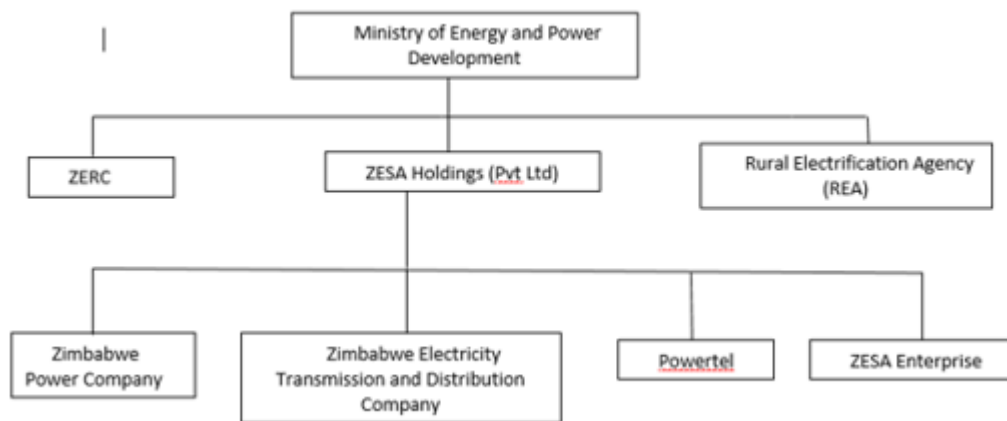 Ministry of Energy and Power
Development
ZERC
ZESA Holdings (Pvt Ltd)
Rural Electrification Agency
(REA)
Zimbabwe
Power Company
Zimbabwe Electricity
Transmission and Distribution
Company
Powertel
ZESA Enterprise